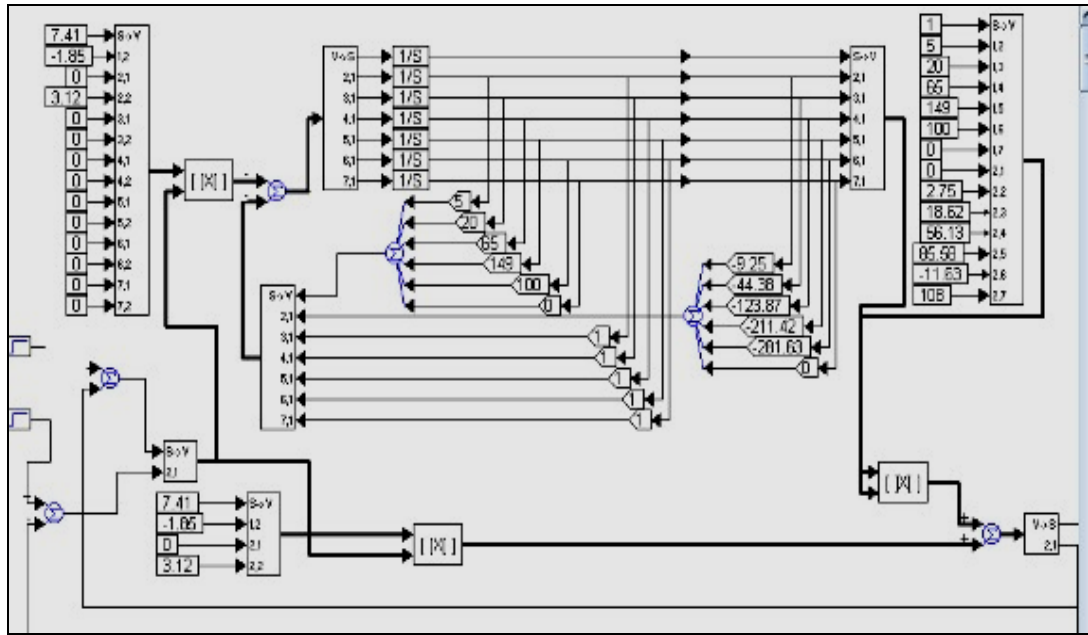 7.41 S→V
-1.85 1,2
0 2,1
3.12 2,2
0 3,1
0 3,2
0 4,1
0 4,2
0 5,1
0 5,2
0 6,1
0 6,2
0 7,1
0 7,2
[ ]X[ ]
Σ
V→S 1/S
2,1 1/S
3,1 1/S
4,1 1/S
5,1 1/S
6,1 1/S
7,1 1/S
S→V
2,1
3,1
4,1
5,1
6,1
7,1
1 S→V
5 1,2
20 1,3
65 1,4
149 1,5
100 1,6
0 1,7
0 2,1
2.75 2,2
18.62 2,3
56.13 2,4
85.58 2,5
-11.63 2,6
108 2,7
5
20
65
149
100
0
Σ
-9.25
-44.38
-123.87
-211.42
-281.63
0
Σ
S→V
2,1
3,1 1
4,1 1
5,1 1
6,1 1
7,1 1
Σ
S→V
2,1
Σ
7.41 S→V
-1.85 1,2
0 2,1
3.12 2,2
[ ]X[ ]
[ ]X[ ]
+
+
Σ
V→S
2,1